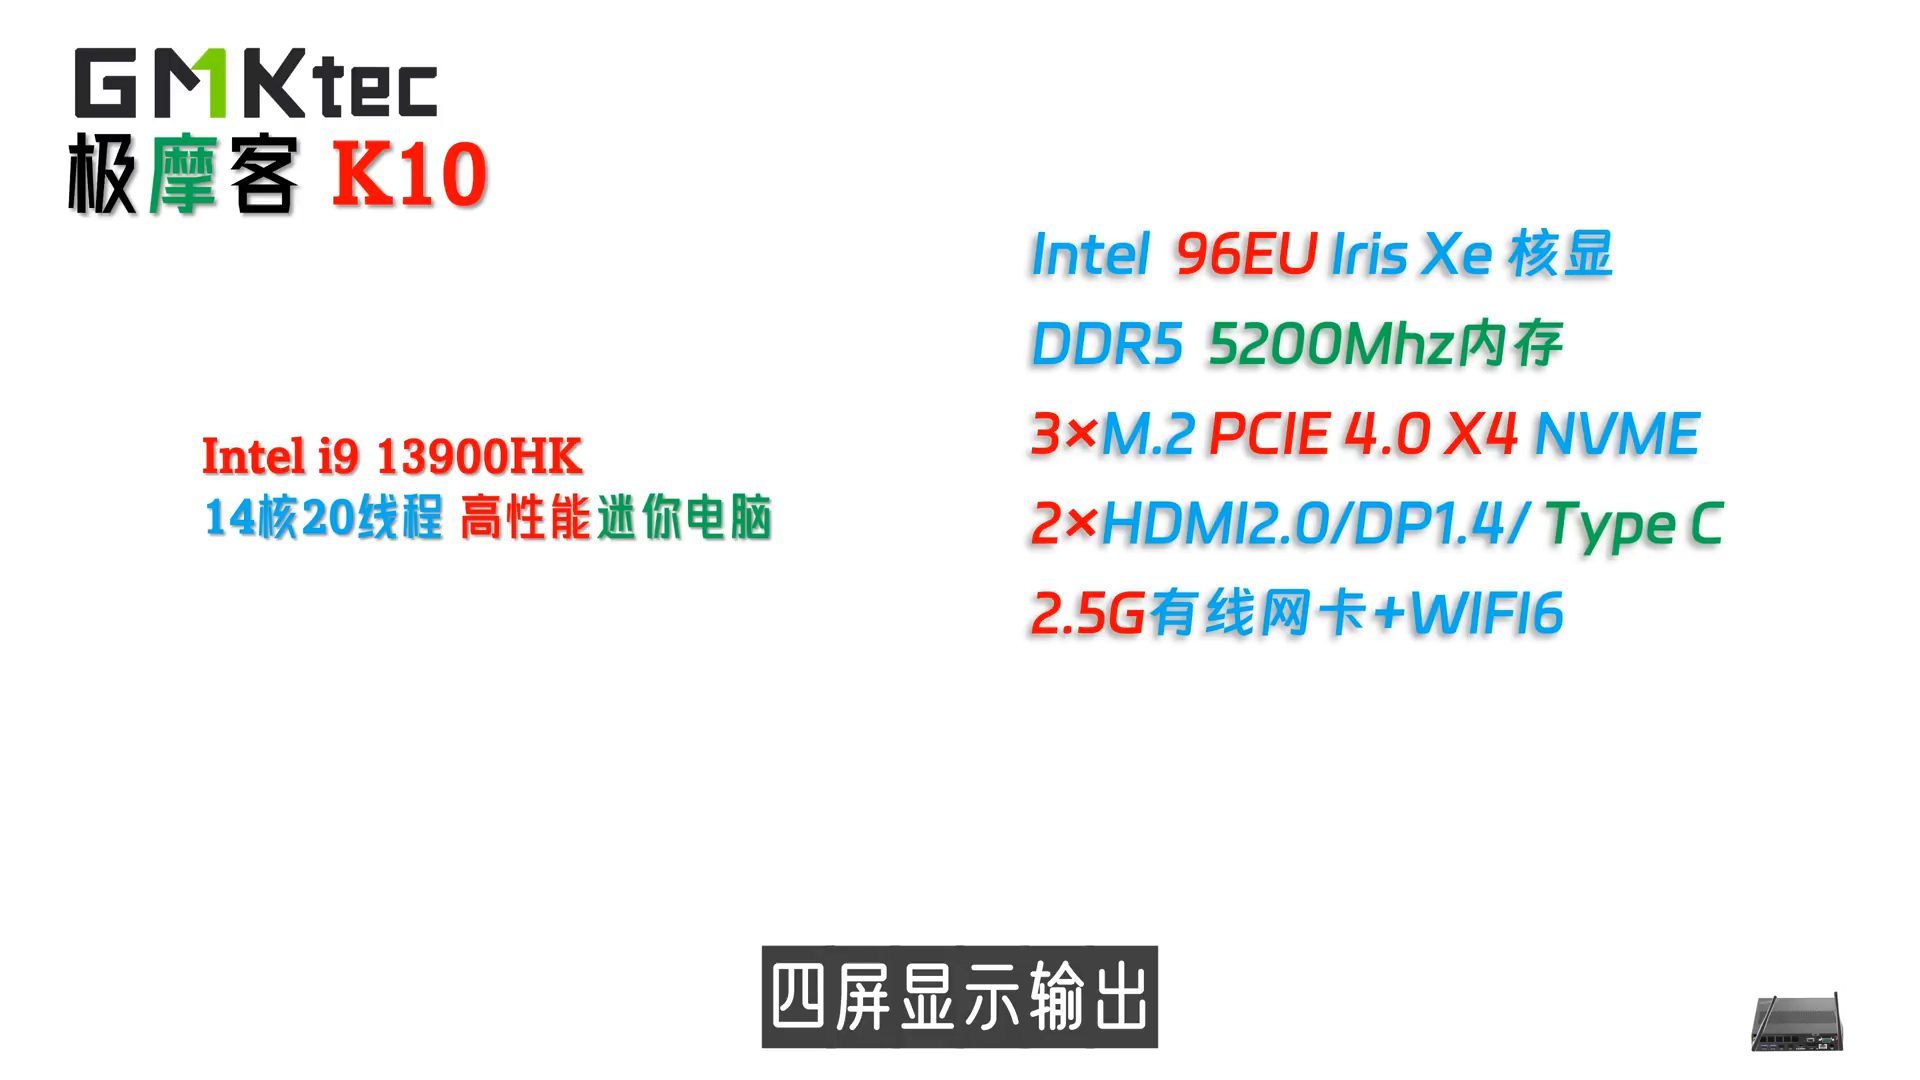 GMKtec
极摩客 K10
Intel i9 13900HK
14核20线程 高性能迷你电脑
Intel 96EU Iris Xe 核显
DDR5 5200Mhz内存
3×M.2 PCIE 4.0 X4 NVME
2×HDMI2.0/DP1.4/ Type C
2.5G有线网卡+WIFI6
四屏显示输出